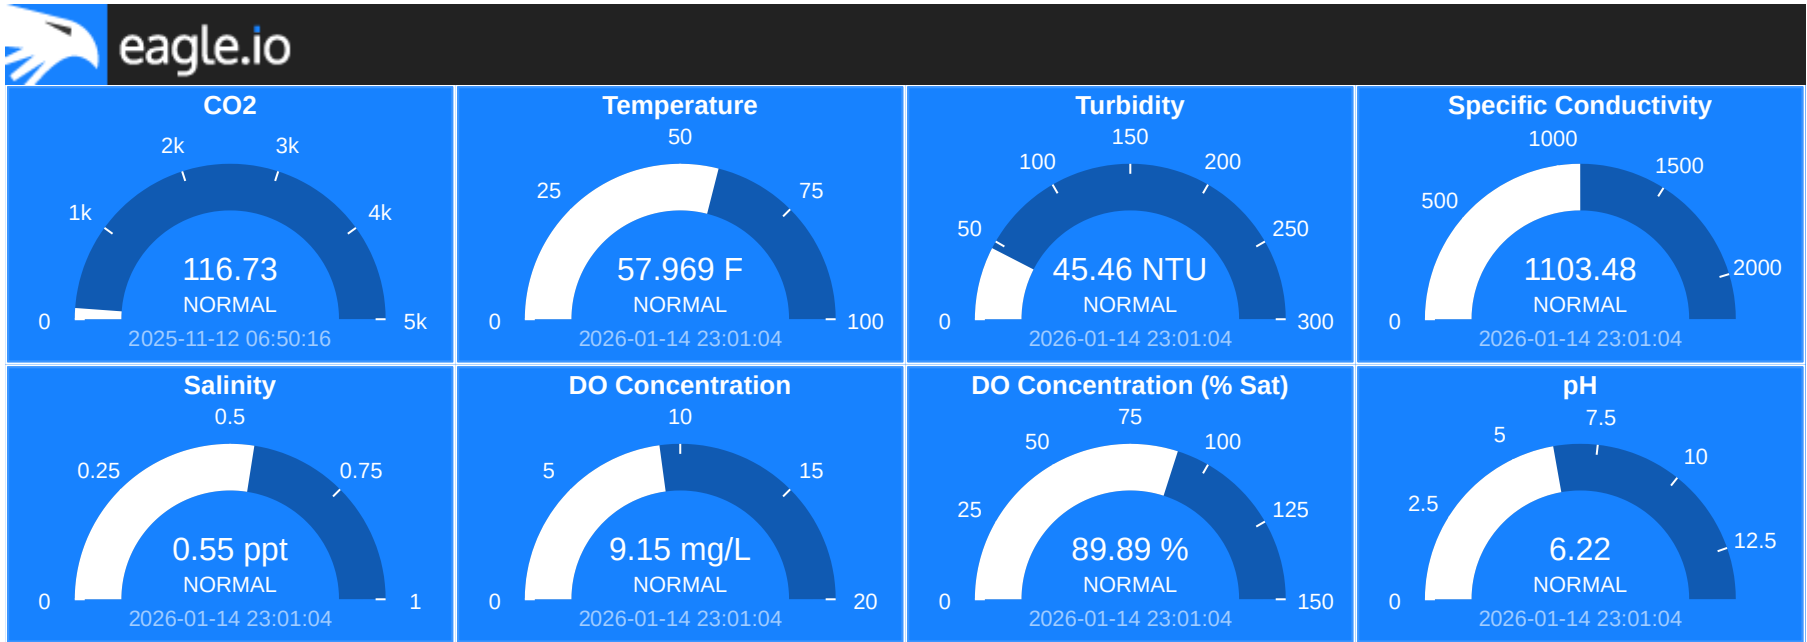 eagle.io
CO2
0
1k
2k
3k
4k
5k
116.73
NORMAL
2025-11-12 06:50:16
Temperature
0
25
50
75
100
57.969 F
NORMAL
2026-01-14 23:01:04
Turbidity
0
50
100
150
200
250
300
45.46 NTU
NORMAL
2026-01-14 23:01:04
Specific Conductivity
0
500
1000
1500
2000
1103.48
NORMAL
2026-01-14 23:01:04
Salinity
0
0.25
0.5
0.75
1
0.55 ppt
NORMAL
2026-01-14 23:01:04
DO Concentration
0
5
10
15
20
9.15 mg/L
NORMAL
2026-01-14 23:01:04
DO Concentration (% Sat)
0
25
50
75
100
125
150
89.89 %
NORMAL
2026-01-14 23:01:04
pH
0
2.5
5
7.5
10
12.5
6.22
NORMAL
2026-01-14 23:01:04